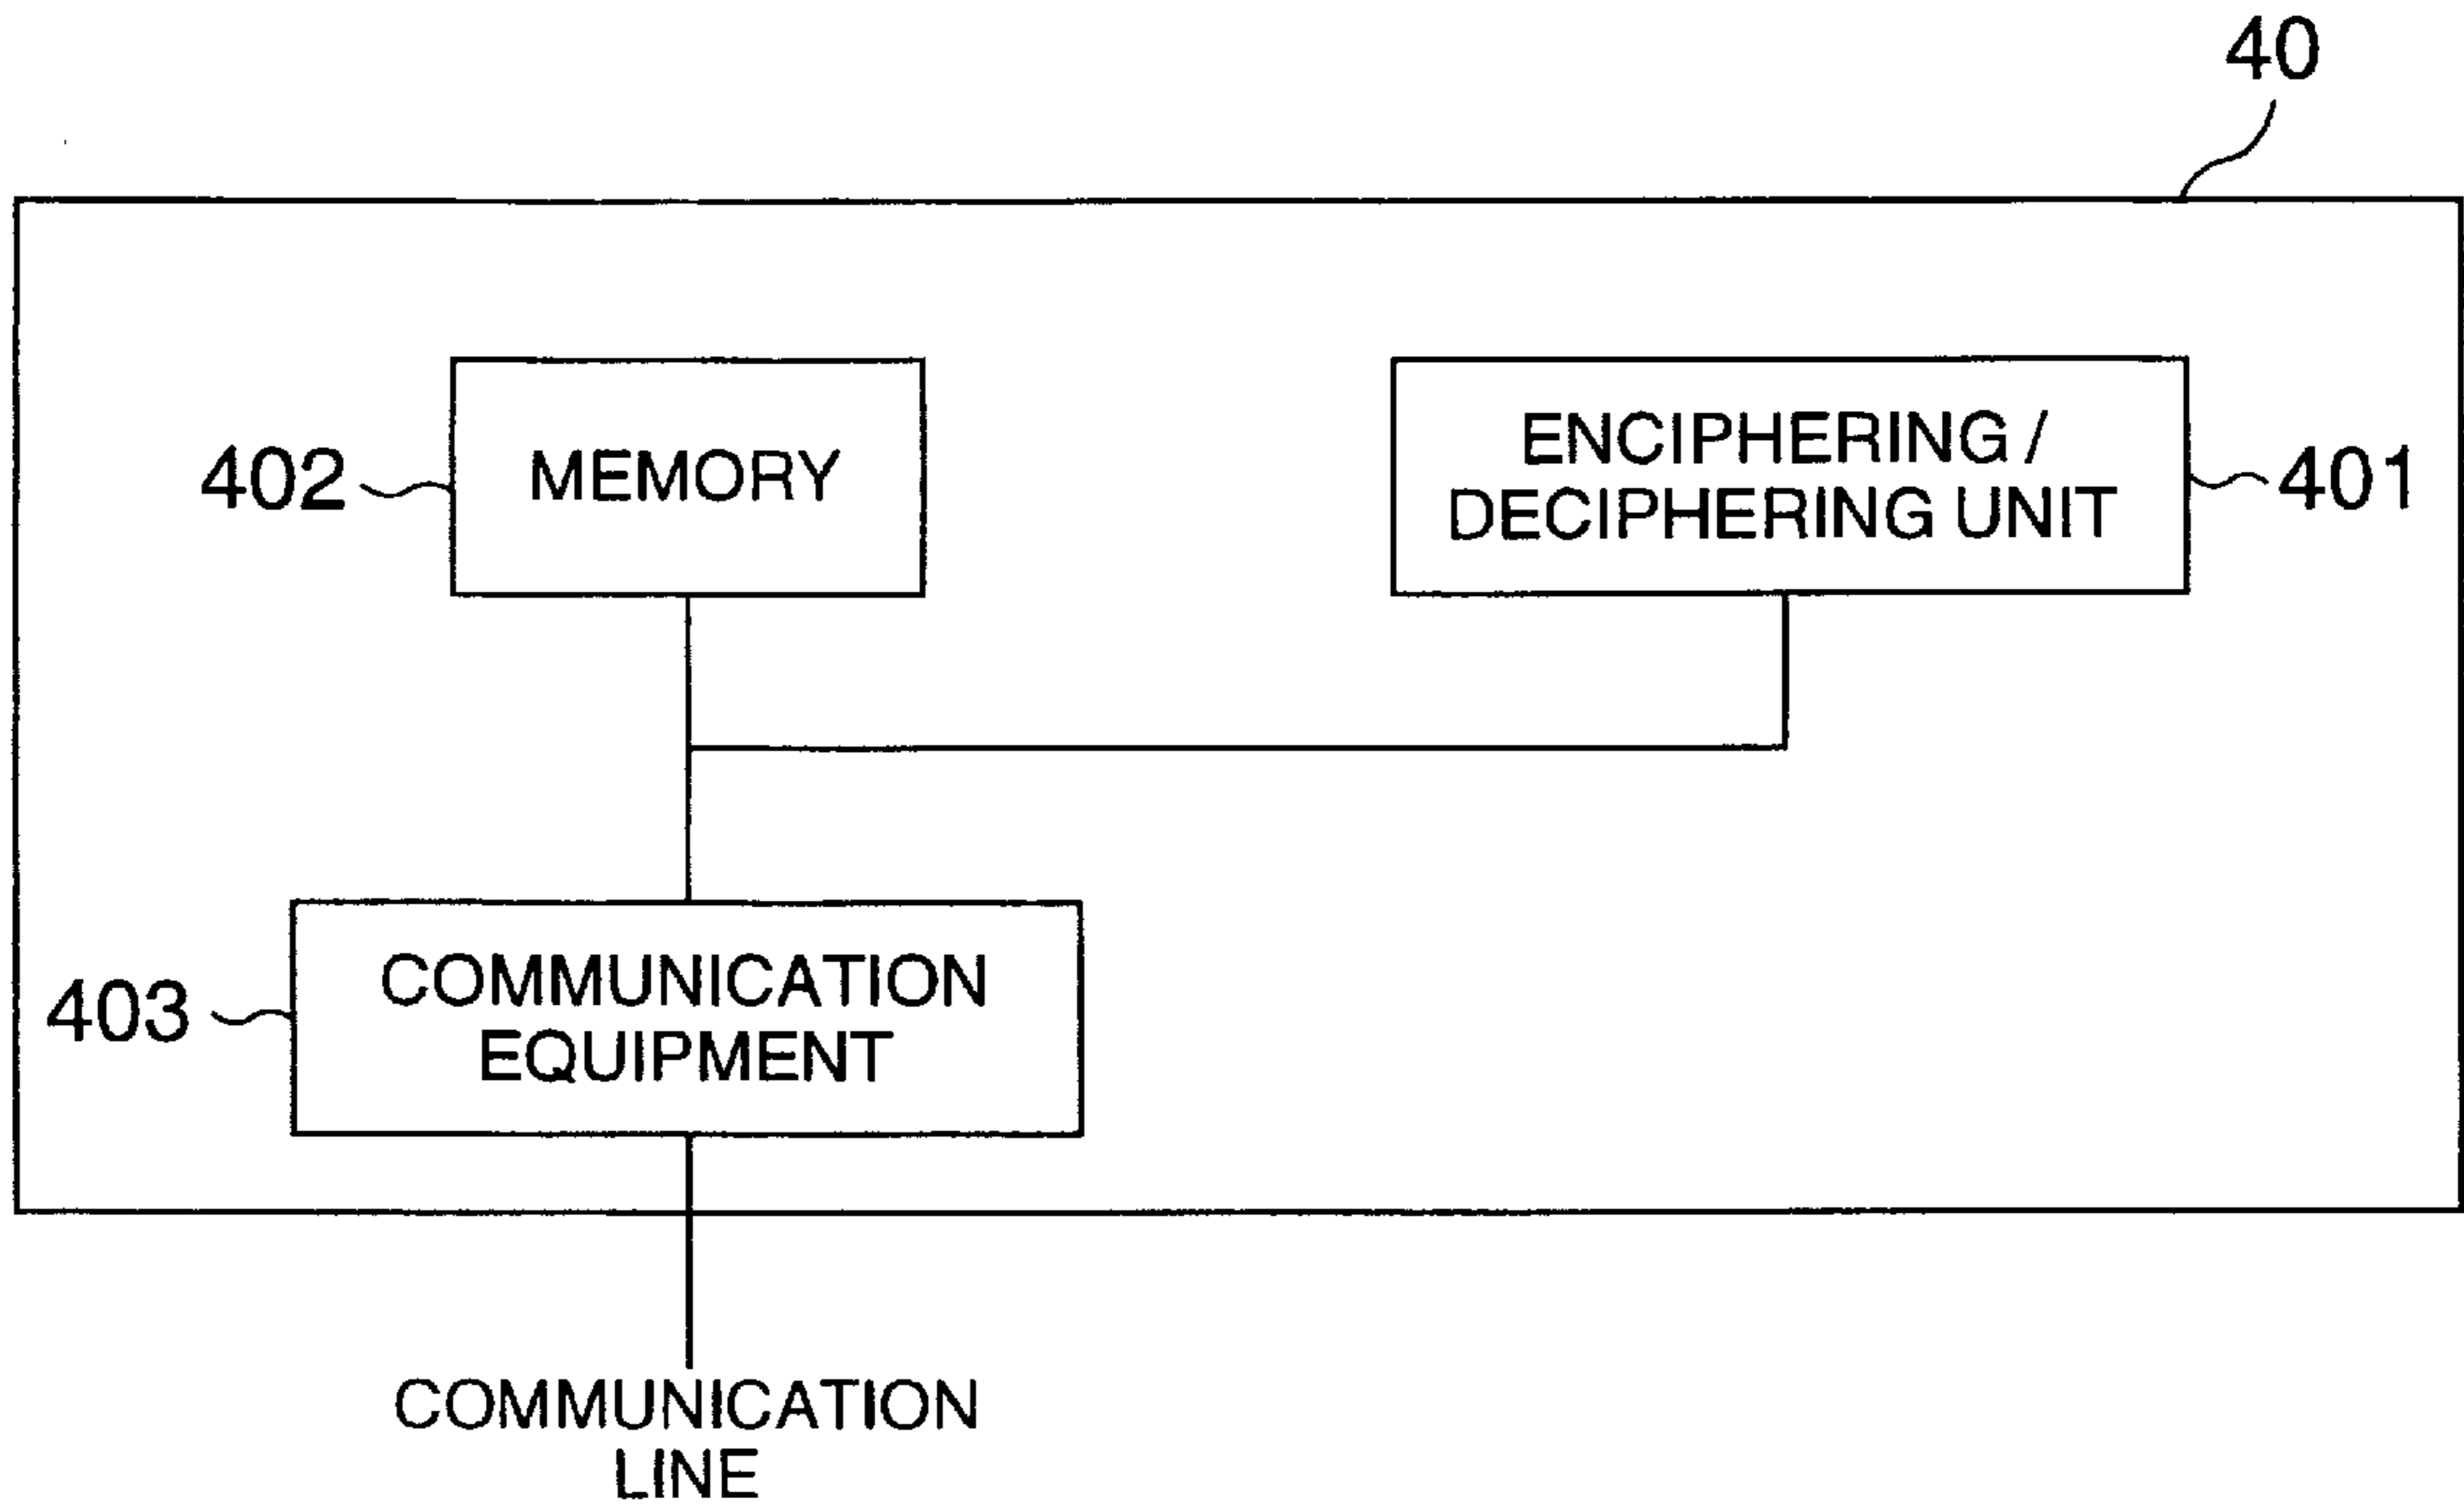 40
MEMORY
402
ENCIPHERING /
DECIPHERING UNIT
401
COMMUNICATION
EQUIPMENT
403
COMMUNICATION
LINE